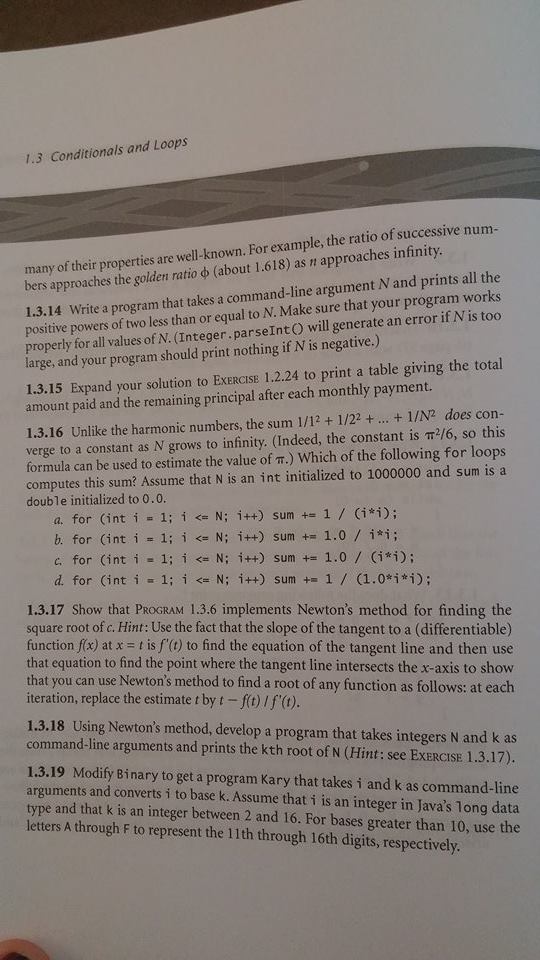 1.3 Conditionals and Loops
many of their properties are well-known. For example, the ratio of successive num-
bers approaches the golden ratio ϕ (about 1.618) as n approaches infinity.
1.3.14 Write a program that takes a command-line argument N and prints all the
positive powers of two less than or equal to N. Make sure that your program works
properly for all values of N. (Integer.parseInt() will generate an error if N is too
large, and your program should print nothing if N is negative.)
1.3.15 Expand your solution to EXERCISE 1.2.24 to print a table giving the total
amount paid and the remaining principal after each monthly payment.
1.3.16 Unlike the harmonic numbers, the sum 1/1² + 1/2² + ... + 1/N² does con-
verge to a constant as N grows to infinity. (Indeed, the constant is π²/6, so this
formula can be used to estimate the value of π.) Which of the following for loops
computes this sum? Assume that N is an int initialized to 1000000 and sum is a
double initialized to 0.0.
a. for (int i = 1; i <= N; i++) sum += 1 / (i*i);
b. for (int i = 1; i <= N; i++) sum += 1.0 / i*i;
c. for (int i = 1; i <= N; i++) sum += 1.0 / (i*i);
d. for (int i = 1; i <= N; i++) sum += 1 / (1.0*i*i);
1.3.17 Show that PROGRAM 1.3.6 implements Newton's method for finding the
square root of c. Hint: Use the fact that the slope of the tangent to a (differentiable)
function f(x) at x = t is f'(t) to find the equation of the tangent line and then use
that equation to find the point where the tangent line intersects the x-axis to show
that you can use Newton's method to find a root of any function as follows: at each
iteration, replace the estimate t by t − f(t) / f'(t).
1.3.18 Using Newton's method, develop a program that takes integers N and k as
command-line arguments and prints the kth root of N (Hint: see EXERCISE 1.3.17).
1.3.19 Modify Binary to get a program Kary that takes i and k as command-line
arguments and converts i to base k. Assume that i is an integer in Java's long data
type and that k is an integer between 2 and 16. For bases greater than 10, use the
letters A through F to represent the 11th through 16th digits, respectively.